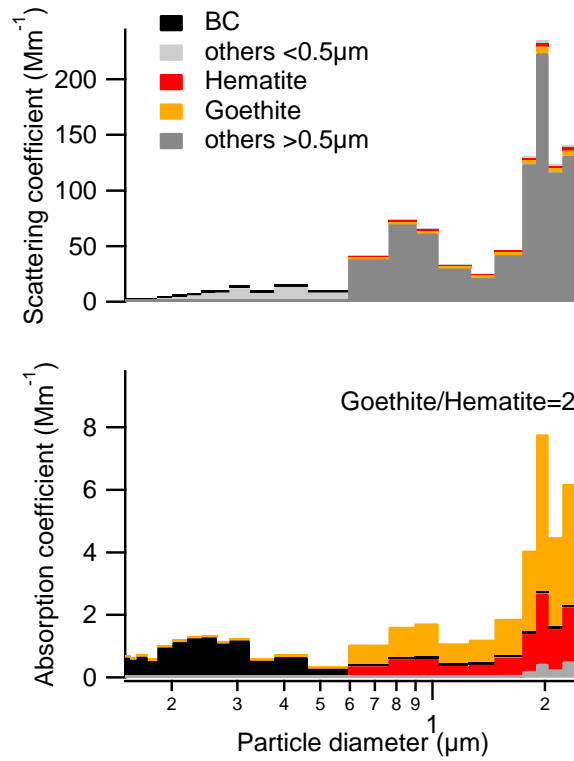 BC
others <0.5µm
Hematite
Goethite
others >0.5µm
Scattering coefficient (Mm⁻¹)
200
150
100
50
0
Absorption coefficient (Mm⁻¹)
Goethite/Hematite=2
8
6
4
2
0
2 3 4 5 6 7 8 9 1 2
Particle diameter (µm)